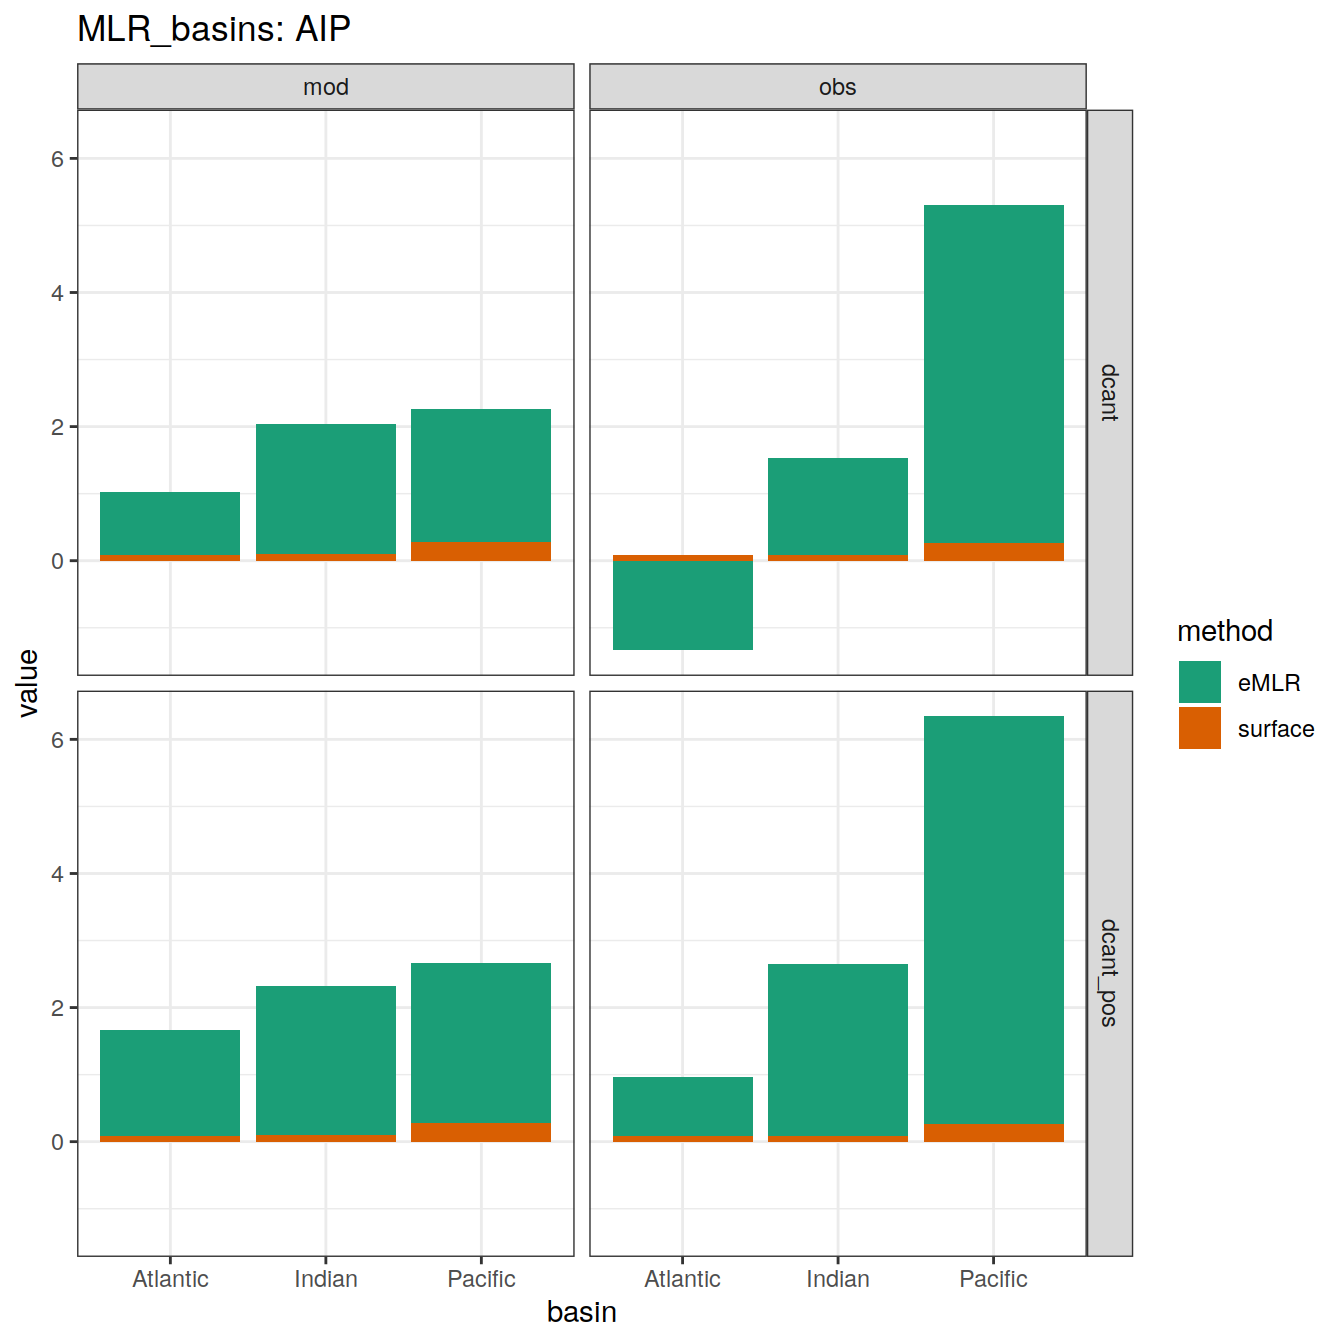 MLR_basins: AIP
mod
obs
6
4
2
0
dcant
6
4
2
0
dcant_pos
value
Atlantic
Indian
Pacific
Atlantic
Indian
Pacific
basin
method
eMLR
surface